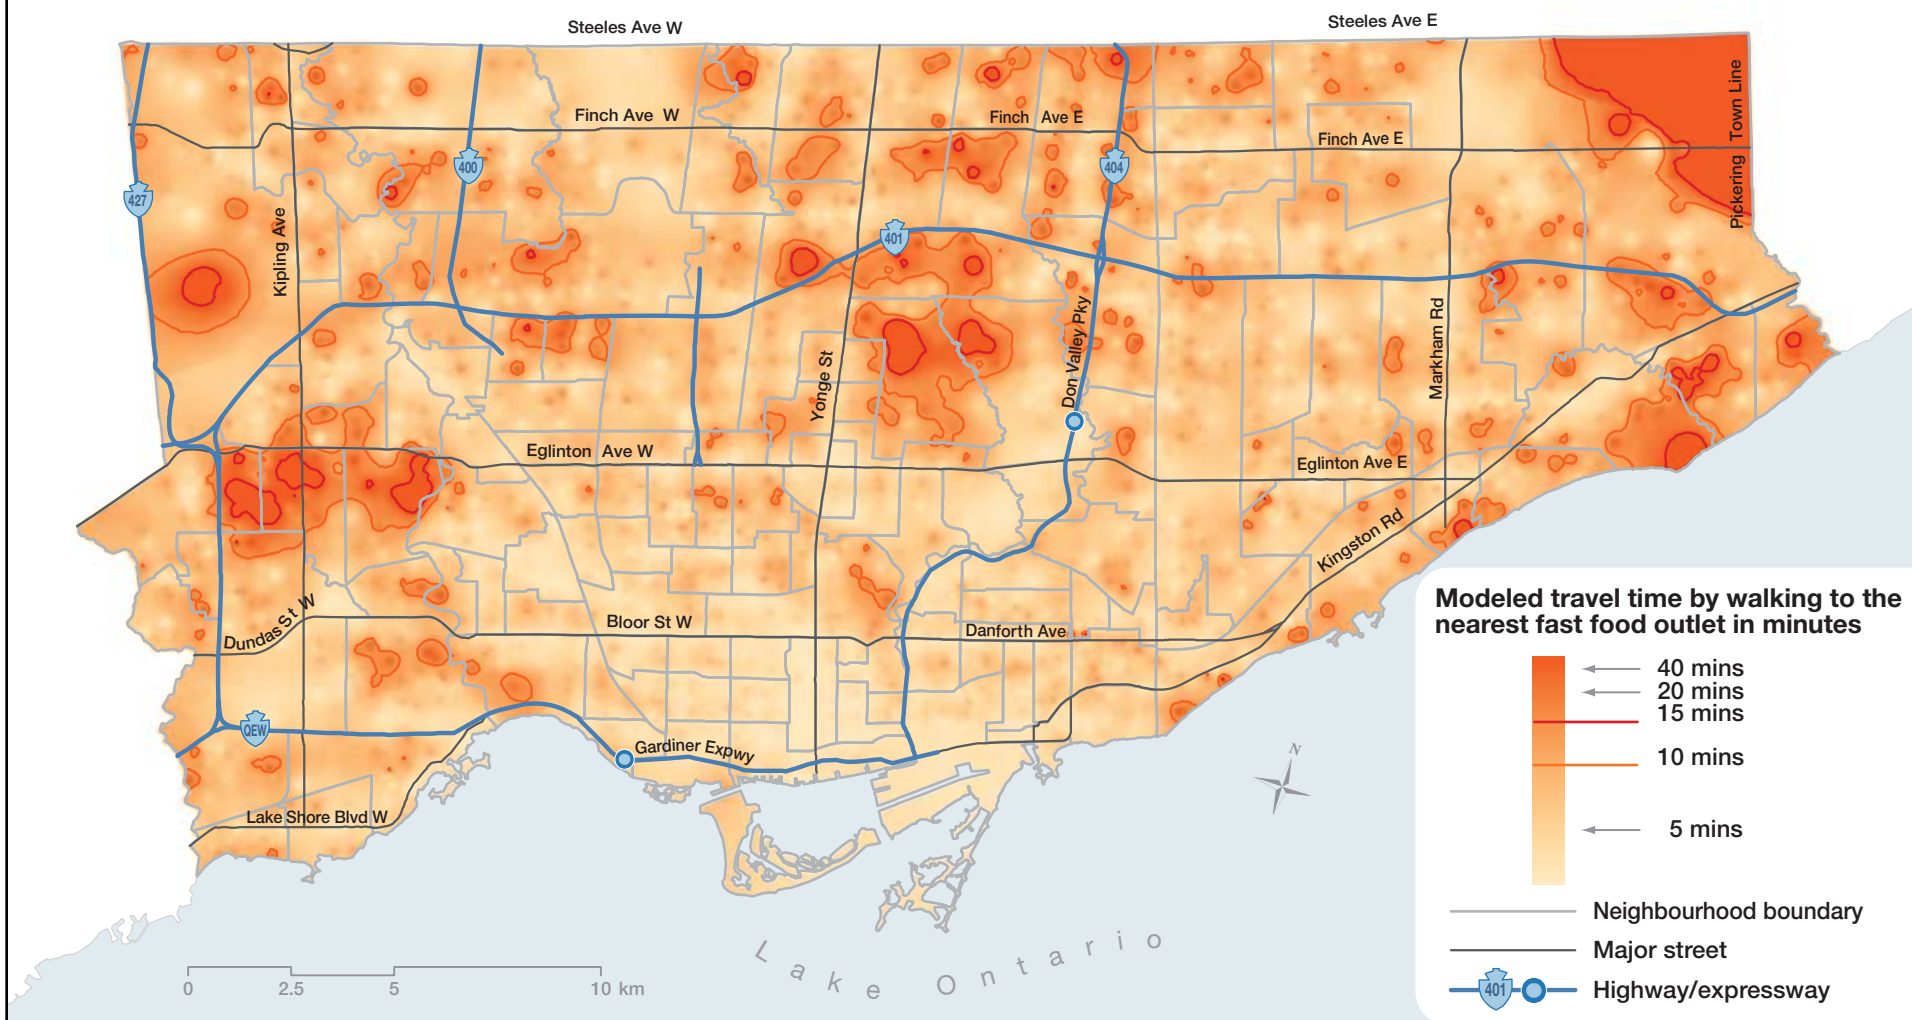 Steeles Ave W
Steeles Ave E
Finch Ave W
Finch Ave E
Finch Ave E
Pickering Town Line
427
400
404
401
Kipling Ave
Yonge St
Don Valley Pky
Markham Rd
Eglinton Ave W
Eglinton Ave E
Kingston Rd
Dundas St W
Bloor St W
Danforth Ave
QEW
Gardiner Expwy
Lake Shore Blvd W
N
Lake Ontario
0 2.5 5 10 km
Modeled travel time by walking to the
nearest fast food outlet in minutes
40 mins
20 mins
15 mins
10 mins
5 mins
Neighbourhood boundary
Major street
401 Highway/expressway